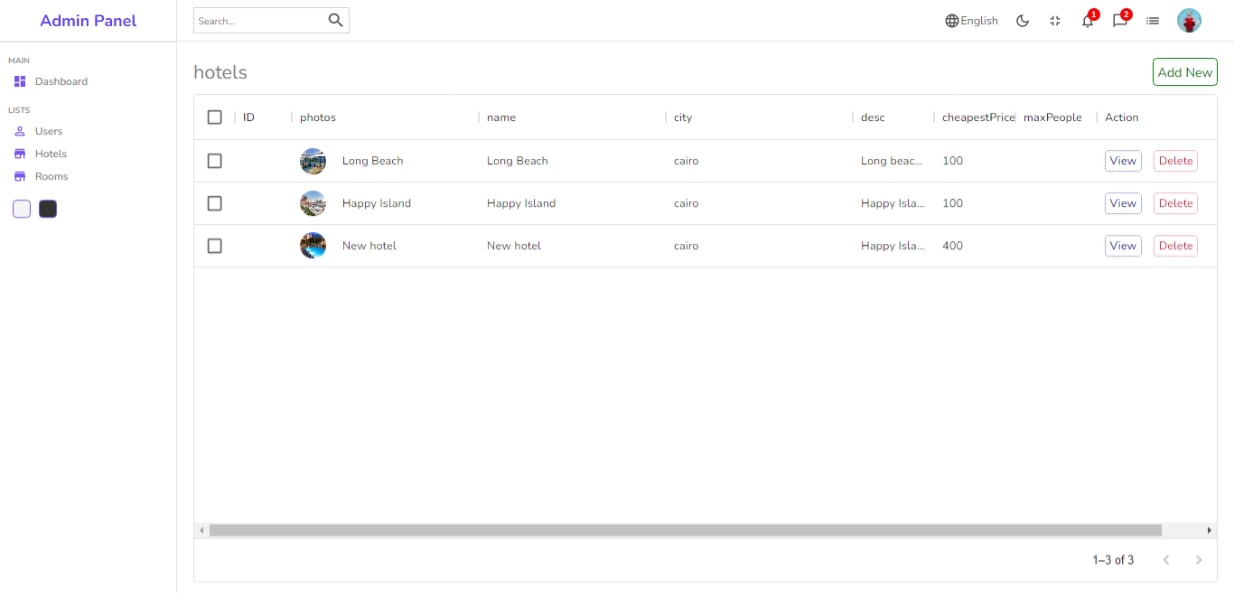 Admin Panel
Search...
English
1
2
MAIN
Dashboard
LISTS
Users
Hotels
Rooms
hotels
Add New
ID photos name city desc cheapestPrice maxPeople Action
Long Beach Long Beach cairo Long beac... 100 View Delete
Happy Island Happy Island cairo Happy Isla... 100 View Delete
New hotel New hotel cairo Happy Isla... 400 View Delete
1–3 of 3